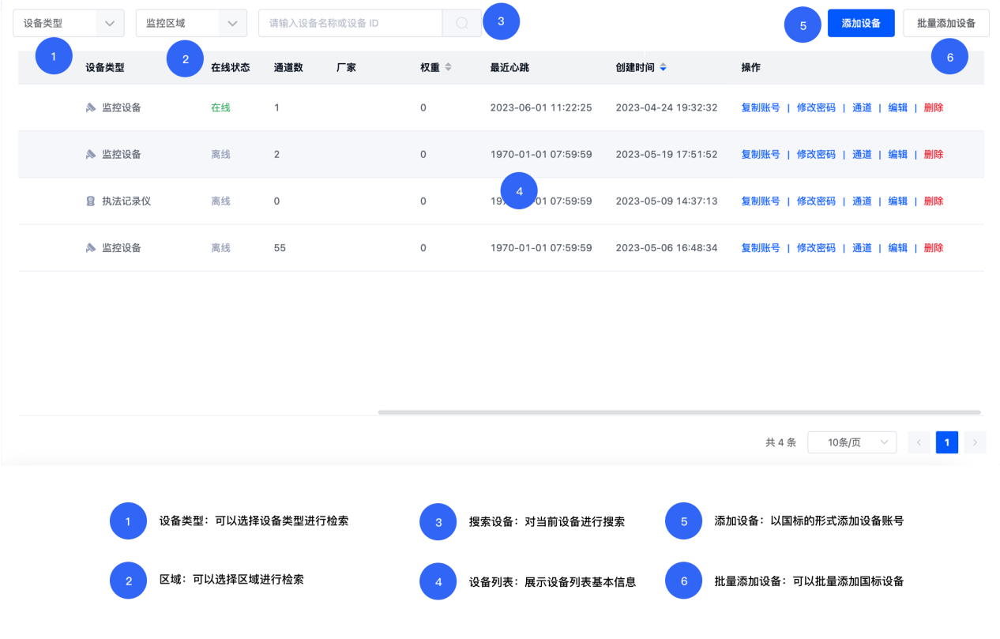 设备类型 监控区域 请输入设备名称或设备 ID 3 5 添加设备 批量添加设备
1 2 6
设备类型 在线状态 通道数 厂家 权重 最近心跳 创建时间 操作
监控设备 在线 1 0 2023-06-01 11:22:25 2023-04-24 19:32:32 复制账号 | 修改密码 | 通道 | 编辑 | 删除
监控设备 离线 2 0 1970-01-01 07:59:59 2023-05-19 17:51:52 复制账号 | 修改密码 | 通道 | 编辑 | 删除
4
执法记录仪 离线 0 0 19 01 07:59:59 2023-05-09 14:37:13 复制账号 | 修改密码 | 通道 | 编辑 | 删除
监控设备 离线 55 0 1970-01-01 07:59:59 2023-05-06 16:48:34 复制账号 | 修改密码 | 通道 | 编辑 | 删除
共 4 条 10条/页 < 1 >
1 设备类型：可以选择设备类型进行检索 3 搜索设备：对当前设备进行搜索 5 添加设备：以国标的形式添加设备账号
2 区域：可以选择区域进行检索 4 设备列表：展示设备列表基本信息 6 批量添加设备：可以批量添加国标设备